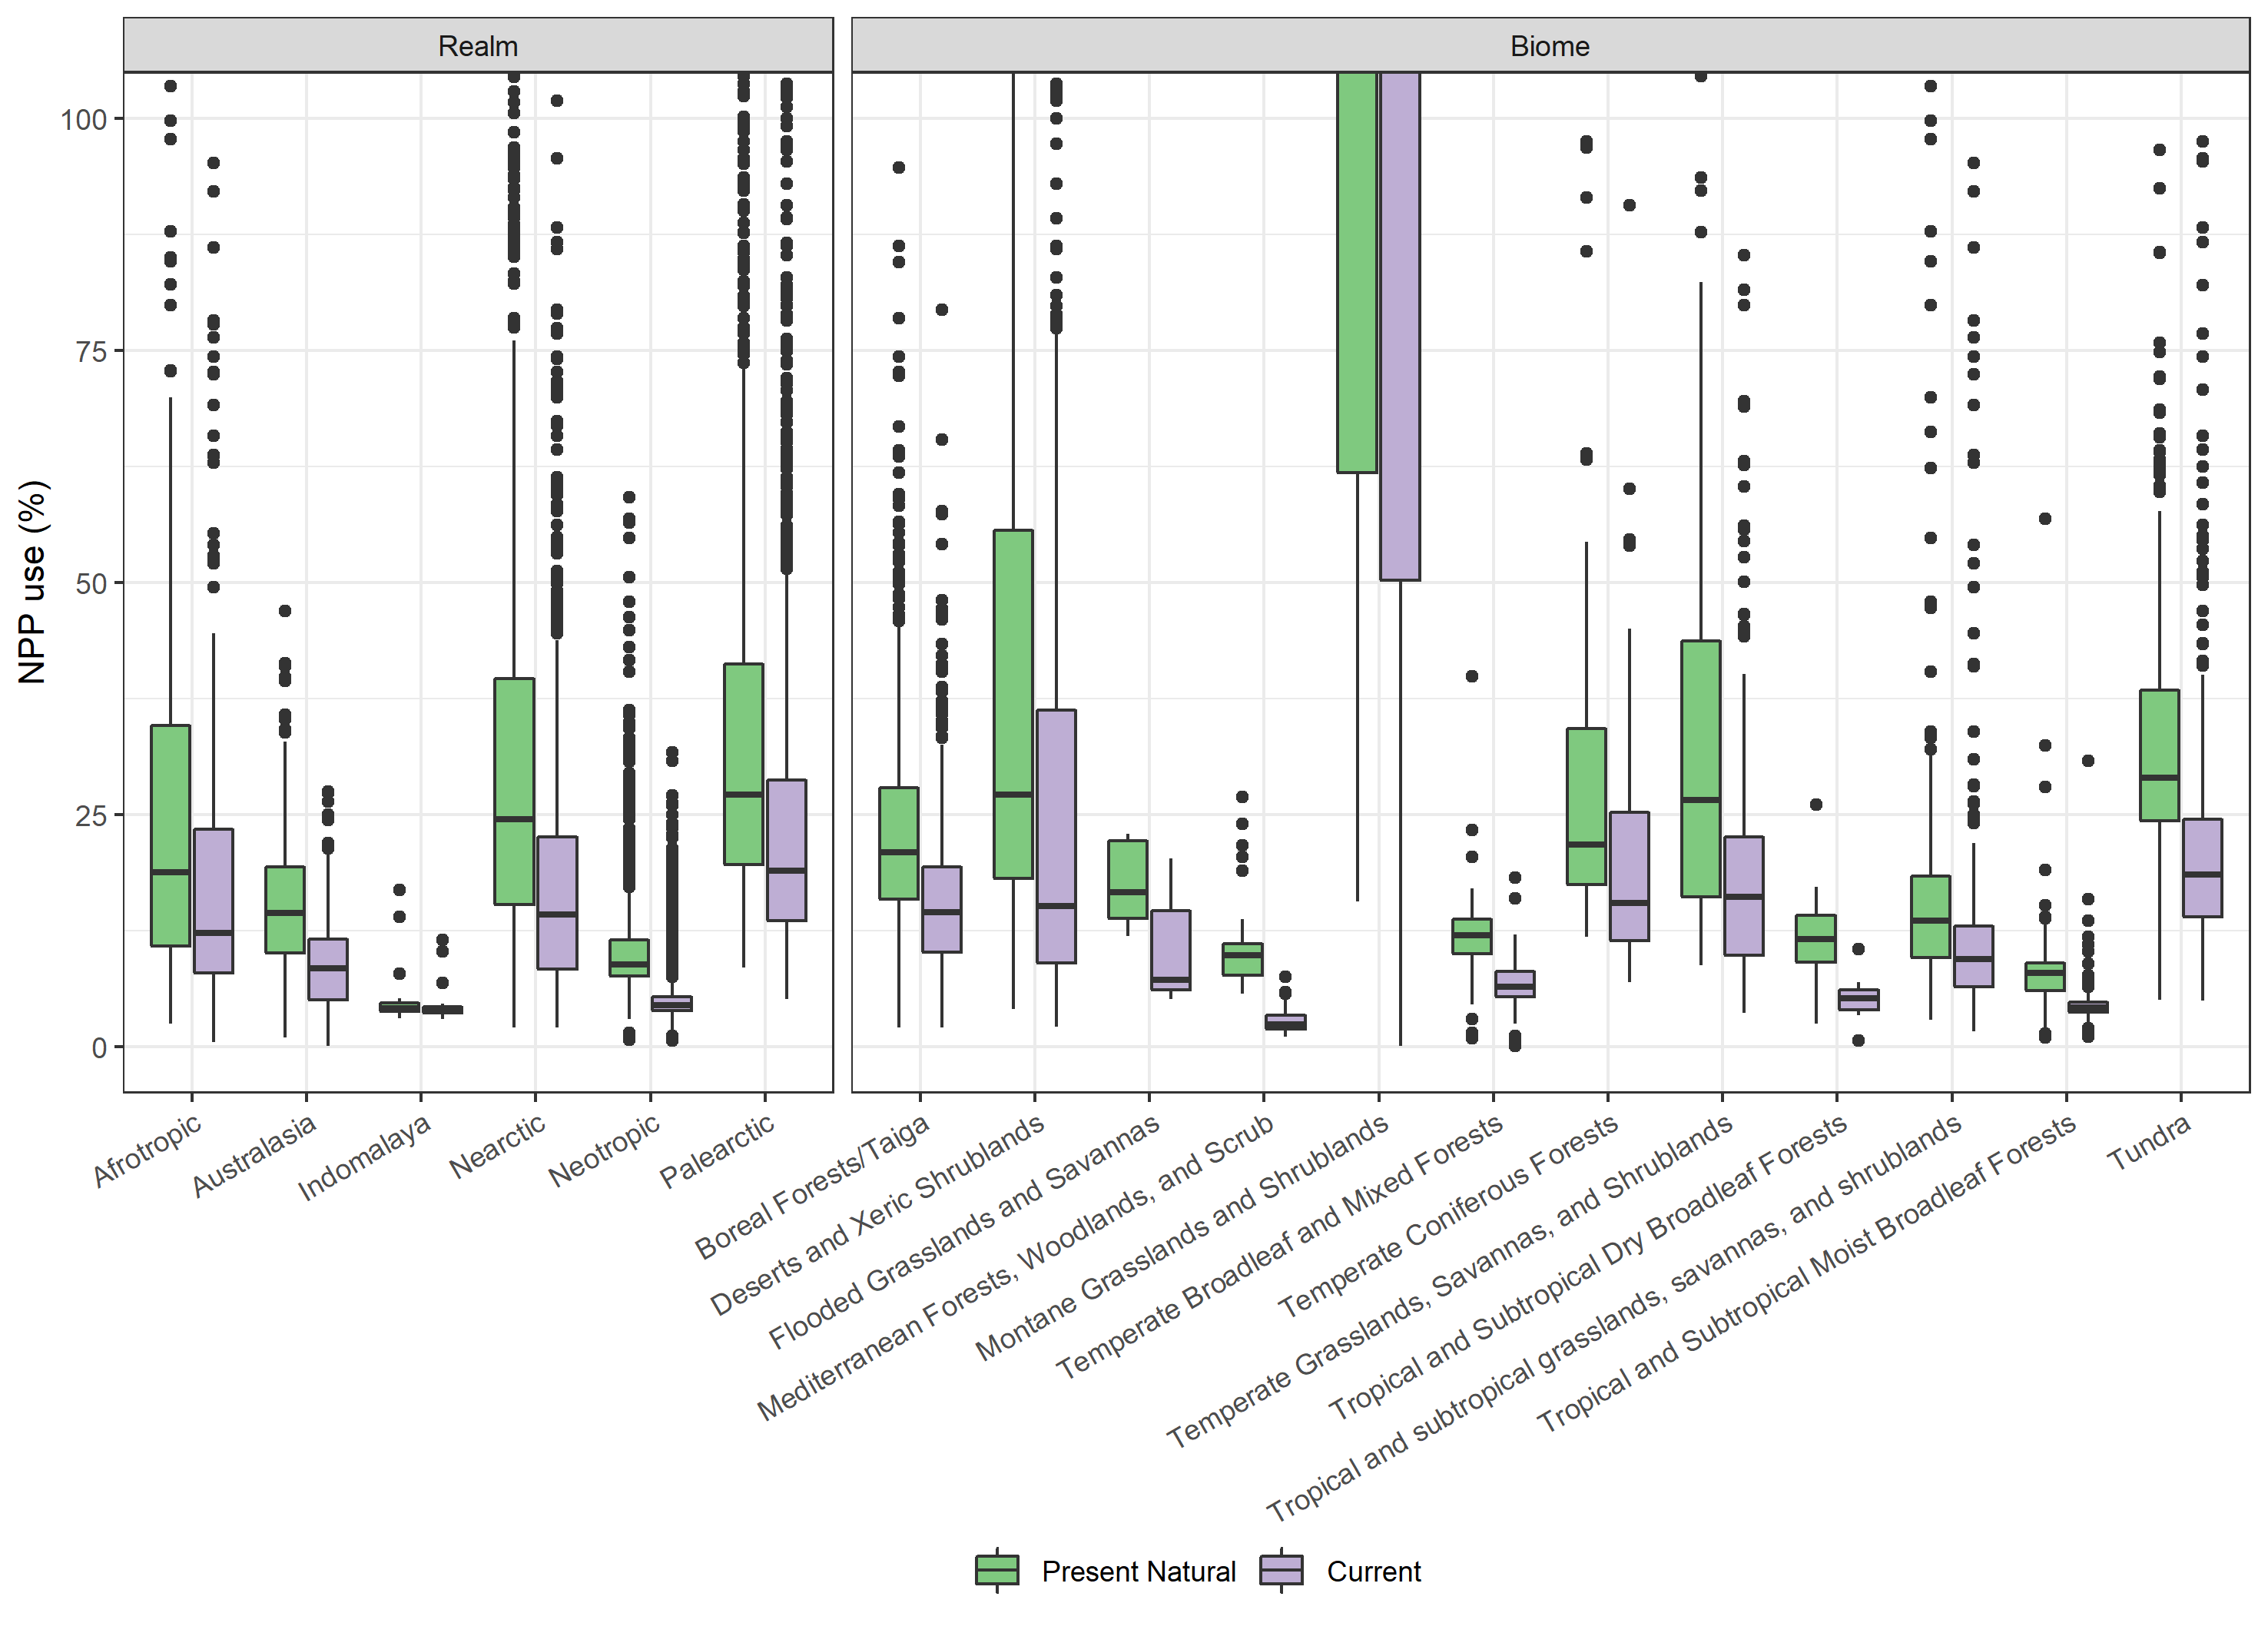 Realm
Biome
NPP use (%)
100
75
50
25
0
Afrotropic
Australasia
Indomalaya
Nearctic
Neotropic
Palearctic
Boreal Forests/Taiga
Deserts and Xeric Shrublands
Flooded Grasslands and Savannas
Mediterranean Forests, Woodlands, and Scrub
Montane Grasslands and Shrublands
Temperate Broadleaf and Mixed Forests
Temperate Coniferous Forests
Temperate Grasslands, Savannas, and Shrublands
Tropical and Subtropical Dry Broadleaf Forests
Tropical and subtropical grasslands, savannas, and shrublands
Tropical and Subtropical Moist Broadleaf Forests
Tundra
Present Natural
Current